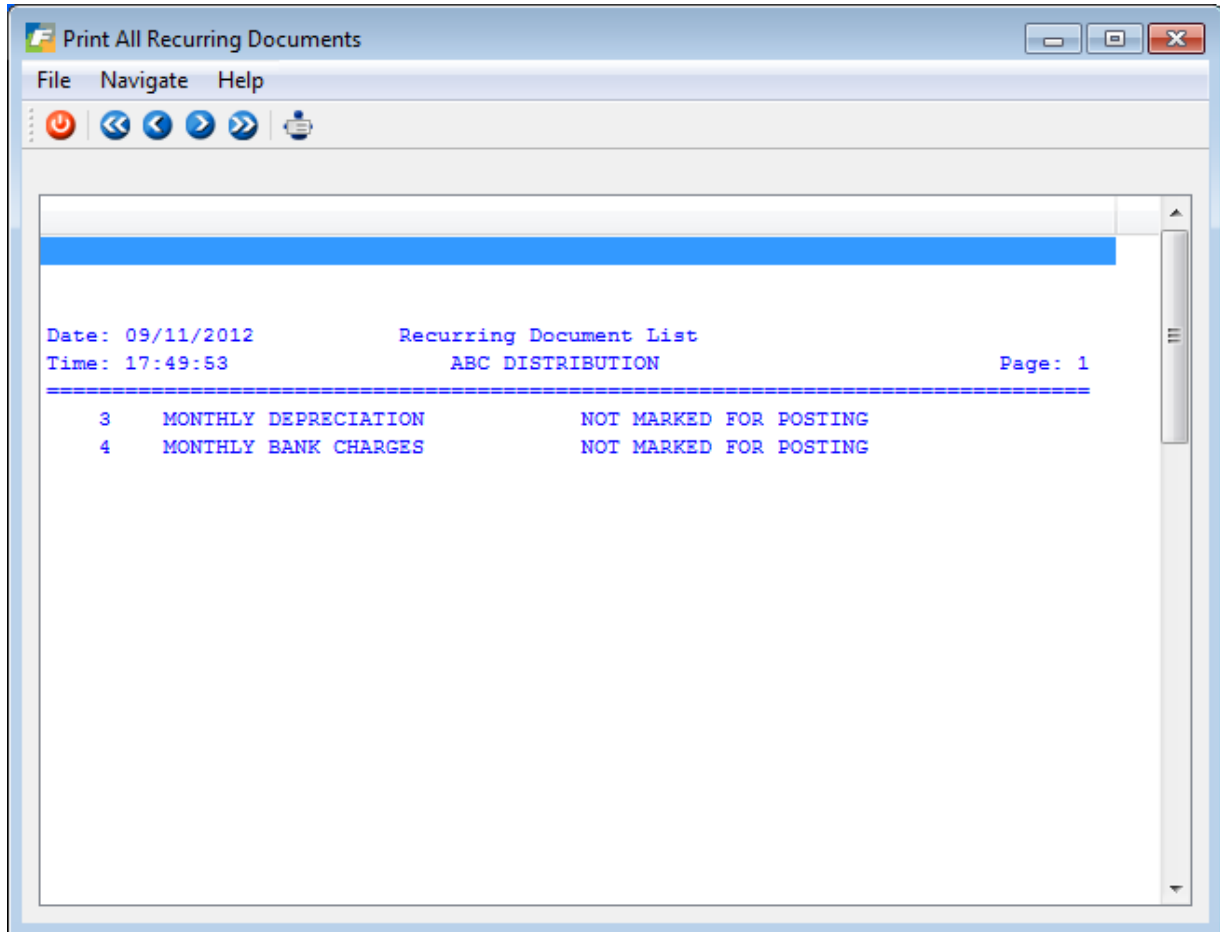 Print All Recurring Documents
File Navigate Help
Date: 09/11/2012 Recurring Document List
Time: 17:49:53 ABC DISTRIBUTION Page: 1
================================================================================
3 MONTHLY DEPRECIATION NOT MARKED FOR POSTING
4 MONTHLY BANK CHARGES NOT MARKED FOR POSTING